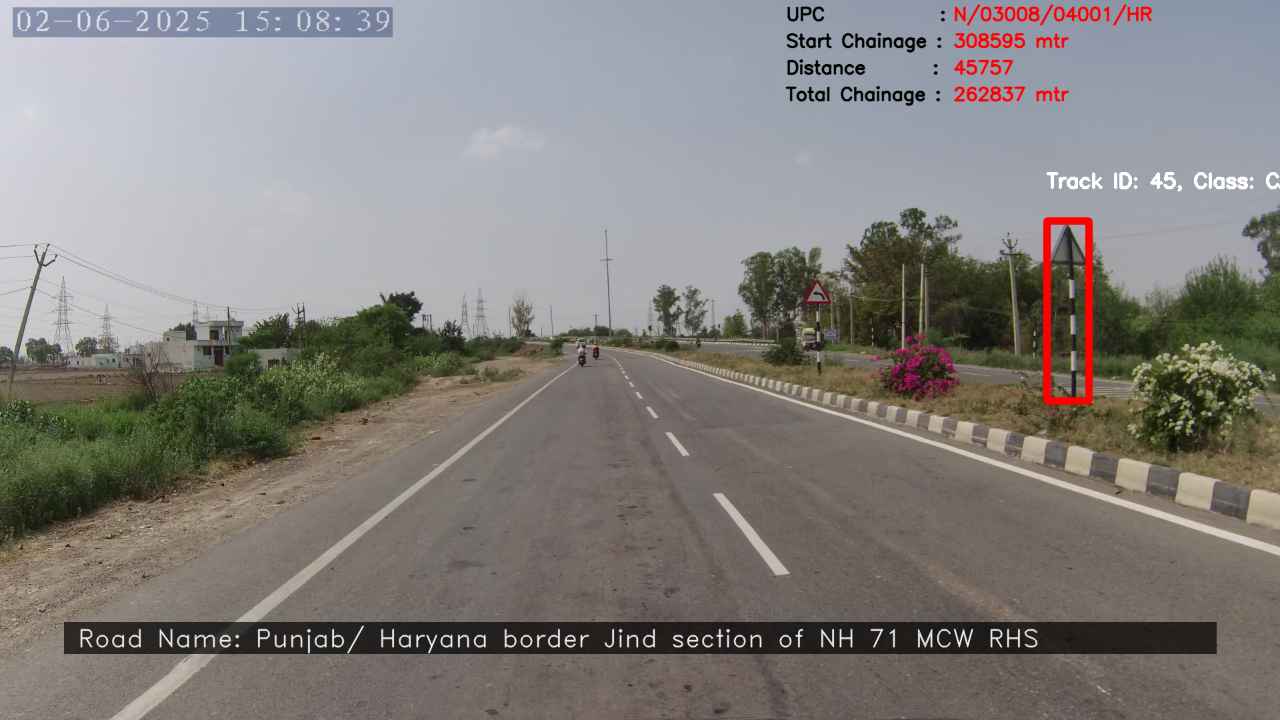 02-06-2025 15:08:39
UPC : N/03008/04001/HR
Start Chainage : 308595 mtr
Distance : 45757
Total Chainage : 262837 mtr
Track ID: 45, Class:
Road Name: Punjab/ Haryana border Jind section of NH 71 MCW RHS